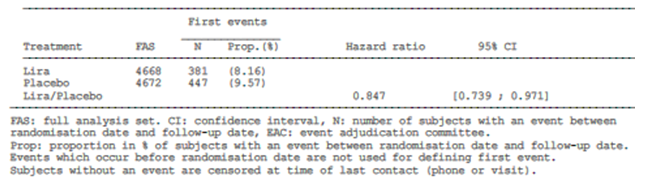 First events
Treatment FAS N Prop.(%) Hazard ratio 95% CI
Lira 4668 381 (8.16)
Placebo 4672 447 (9.57)
Lira/Placebo 0.847 [0.739 ; 0.971]
FAS: full analysis set. CI: confidence interval, N: number of subjects with an event between
randomisation date and follow-up date, EAC: event adjudication committee.
Prop: proportion in % of subjects with an event between randomisation date and follow-up date.
Events which occur before randomisation date are not used for defining first event.
Subjects without an event are censored at time of last contact (phone or visit).